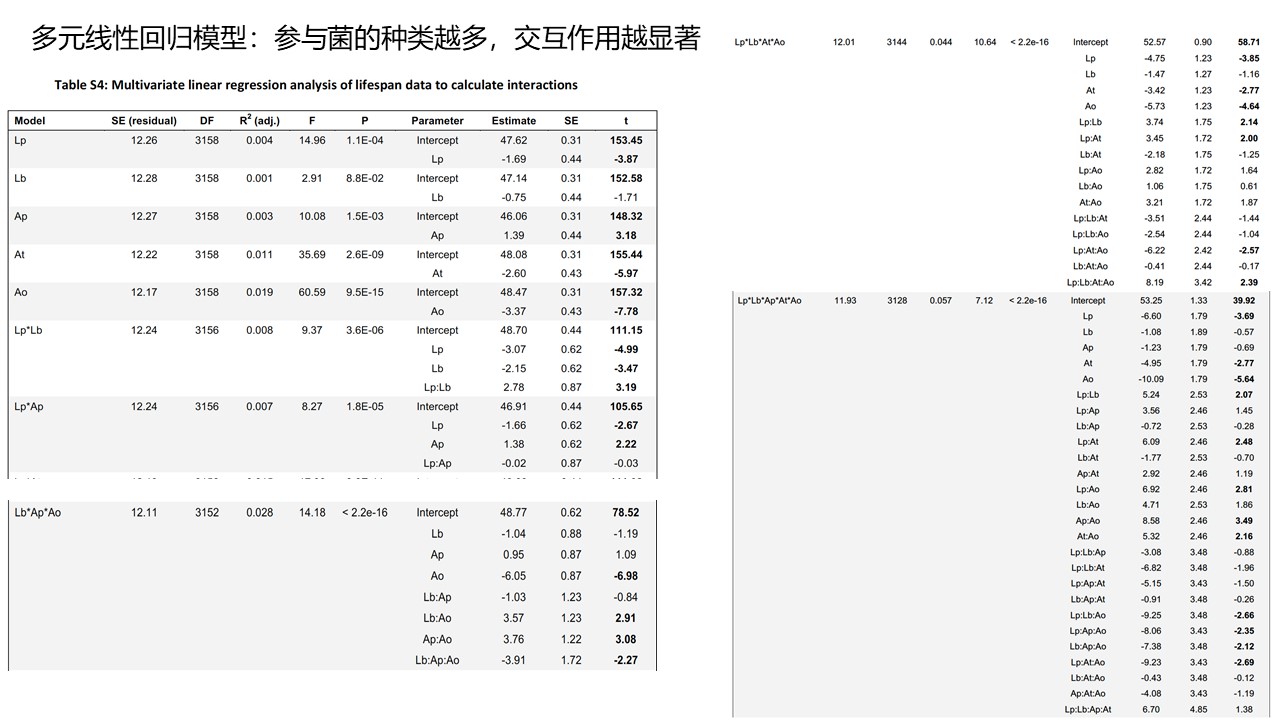 多元线性回归模型：参与菌的种类越多，交互作用越显著
Table S4: Multivariate linear regression analysis of lifespan data to calculate interactions
Model SE (residual) DF R² (adj.) F P Parameter Estimate SE t
Lp 12.26 3158 0.004 14.96 1.1E-04 Intercept 47.62 0.31 153.45
Lp -1.69 0.44 -3.87
Lb 12.28 3158 0.001 2.91 8.8E-02 Intercept 47.14 0.31 152.58
Lb -0.75 0.44 -1.71
Ap 12.27 3158 0.003 10.08 1.5E-03 Intercept 46.06 0.31 148.32
Ap 1.39 0.44 3.18
At 12.22 3158 0.011 35.69 2.6E-09 Intercept 48.08 0.31 155.44
At -2.60 0.43 -5.97
Ao 12.17 3158 0.019 60.59 9.5E-15 Intercept 48.47 0.31 157.32
Ao -3.37 0.43 -7.78
Lp*Lb 12.24 3156 0.008 9.37 3.6E-06 Intercept 48.70 0.44 111.15
Lp -3.07 0.62 -4.99
Lb -2.15 0.62 -3.47
Lp:Lb 2.78 0.87 3.19
Lp*Ap 12.24 3156 0.007 8.27 1.8E-05 Intercept 46.91 0.44 105.65
Lp -1.66 0.62 -2.67
Ap 1.38 0.62 2.22
Lp:Ap -0.02 0.87 -0.03
Lb*Ap*Ao 12.11 3152 0.028 14.18 < 2.2e-16 Intercept 48.77 0.62 78.52
Lb -1.04 0.88 -1.19
Ap 0.95 0.87 1.09
Ao -6.05 0.87 -6.98
Lb:Ap -1.03 1.23 -0.84
Lb:Ao 3.57 1.23 2.91
Ap:Ao 3.76 1.22 3.08
Lb:Ap:Ao -3.91 1.72 -2.27
Lp*Lb*At*Ao 12.01 3144 0.044 10.64 < 2.2e-16 Intercept 52.57 0.90 58.71
Lp -4.75 1.23 -3.85
Lb -1.47 1.27 -1.16
At -3.42 1.23 -2.77
Ao -5.73 1.23 -4.64
Lp:Lb 3.74 1.75 2.14
Lp:At 3.45 1.72 2.00
Lb:At -2.18 1.75 -1.25
Lp:Ao 2.82 1.72 1.64
Lb:Ao 1.06 1.75 0.61
At:Ao 3.21 1.72 1.87
Lp:Lb:At -3.51 2.44 -1.44
Lp:Lb:Ao -2.54 2.44 -1.04
Lp:At:Ao -6.22 2.42 -2.57
Lb:At:Ao -0.41 2.44 -0.17
Lp:Lb:At:Ao 8.19 3.42 2.39
Lp*Lb*Ap*At*Ao 11.93 3128 0.057 7.12 < 2.2e-16 Intercept 53.25 1.33 39.92
Lp -6.60 1.79 -3.69
Lb -1.08 1.89 -0.57
Ap -1.23 1.79 -0.69
At -4.95 1.79 -2.77
Ao -10.09 1.79 -5.64
Lp:Lb 5.24 2.53 2.07
Lp:Ap 3.56 2.46 1.45
Lb:Ap -0.72 2.53 -0.28
Lp:At 6.09 2.46 2.48
Lb:At -1.77 2.53 -0.70
Ap:At 2.92 2.46 1.19
Lp:Ao 6.92 2.46 2.81
Lb:Ao 4.71 2.53 1.86
Ap:Ao 8.58 2.46 3.49
At:Ao 5.32 2.46 2.16
Lp:Lb:Ap -3.08 3.48 -0.88
Lp:Lb:At -6.82 3.48 -1.96
Lp:Ap:At -5.15 3.43 -1.50
Lb:Ap:At -0.91 3.48 -0.26
Lp:Lb:Ao -9.25 3.48 -2.66
Lp:Ap:Ao -8.06 3.43 -2.35
Lb:Ap:Ao -7.38 3.48 -2.12
Lp:At:Ao -9.23 3.43 -2.69
Lb:At:Ao -0.43 3.48 -0.12
Ap:At:Ao -4.08 3.43 -1.19
Lp:Lb:Ap:At 6.70 4.85 1.38